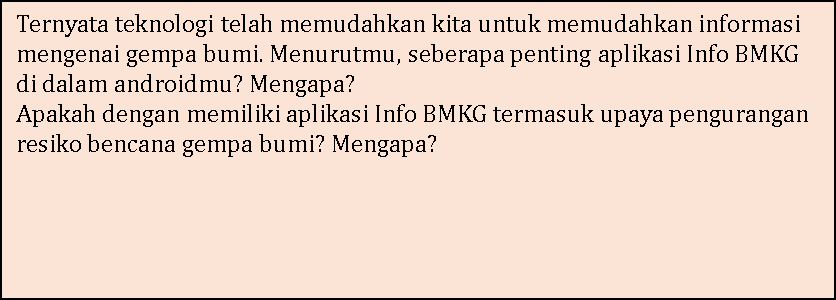 Ternyata teknologi telah memudahkan kita untuk memudahkan informasi
mengenai gempa bumi. Menurutmu, seberapa penting aplikasi Info BMKG
di dalam androidmu? Mengapa?
Apakah dengan memiliki aplikasi Info BMKG termasuk upaya pengurangan
resiko bencana gempa bumi? Mengapa?